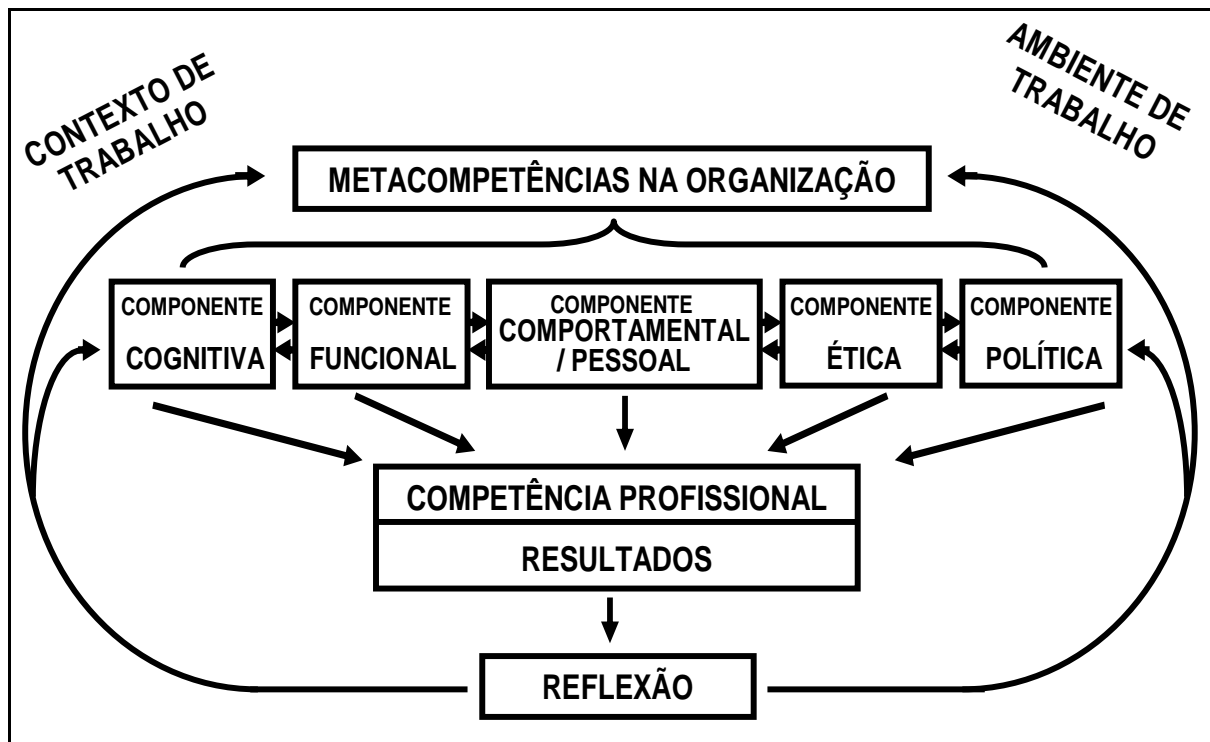 CONTEXTO DE
TRABALHO
AMBIENTE DE
TRABALHO
METACOMPETÊNCIAS NA ORGANIZAÇÃO
COMPONENTE
COGNITIVA
COMPONENTE
FUNCIONAL
COMPONENTE
COMPORTAMENTAL
/ PESSOAL
COMPONENTE
ÉTICA
COMPONENTE
POLÍTICA
COMPETÊNCIA PROFISSIONAL
RESULTADOS
REFLEXÃO